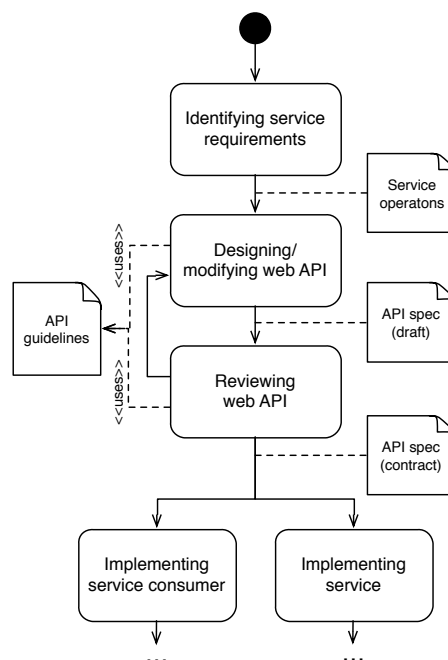 Identifying service
requirements
Service
operatons
<<uses>>
Designing/
modifying web API
API
guidelines
API spec
(draft)
<<uses>>
Reviewing
web API
API spec
(contract)
Implementing
service consumer
Implementing
service
...
...